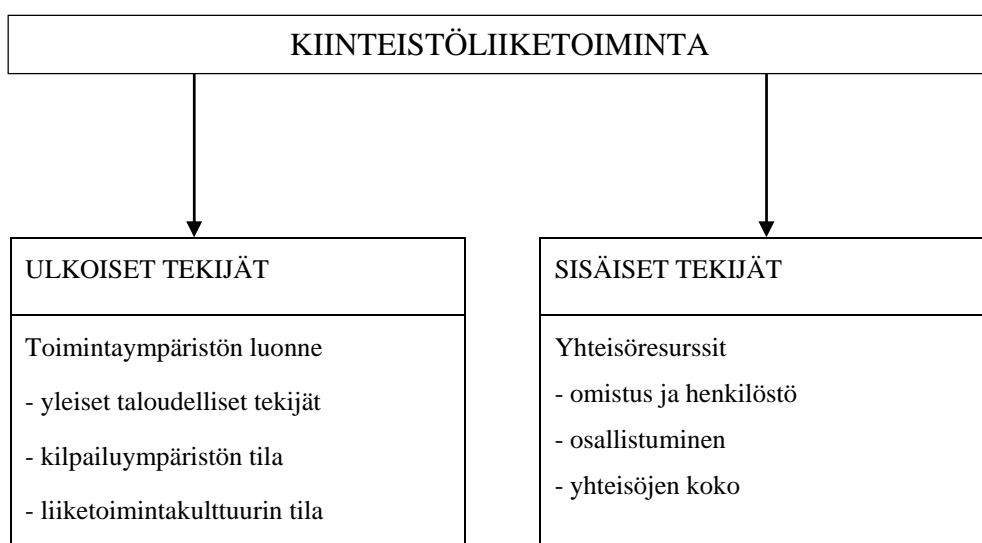 KIINTEISTÖLIIKETOIMINTA
ULKOISET TEKIJÄT
Toimintaympäristön luonne
- yleiset taloudelliset tekijät
- kilpailuympäristön tila
- liiketoimintakulttuurin tila
SISÄISET TEKIJÄT
Yhteisöresurssit
- omistus ja henkilöstö
- osallistuminen
- yhteisöjen koko